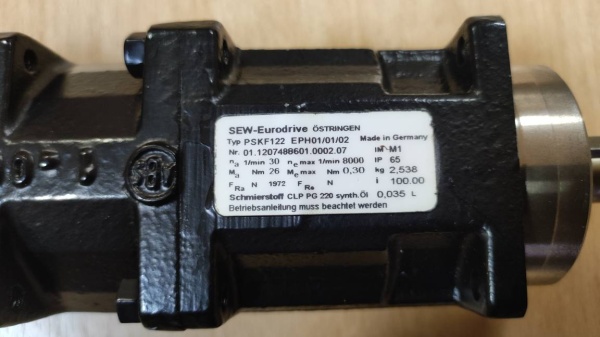 SEW-Eurodrive ÖSTRINGEN
Typ PSKF122 EPH01/01/02 Made in Germany
Nr. 01.1207488601.0002.07 IM M1
na 1/min 30 ne max 1/min 8000 IP 65
Ma Nm 26 Me max Nm 0,30 kg 2,538
FRa N 1972 FRa N i 100.00
Schmierstoff CLP PG 220 synth.Öl 0,035 L
Betriebsanleitung muss beachtet werden